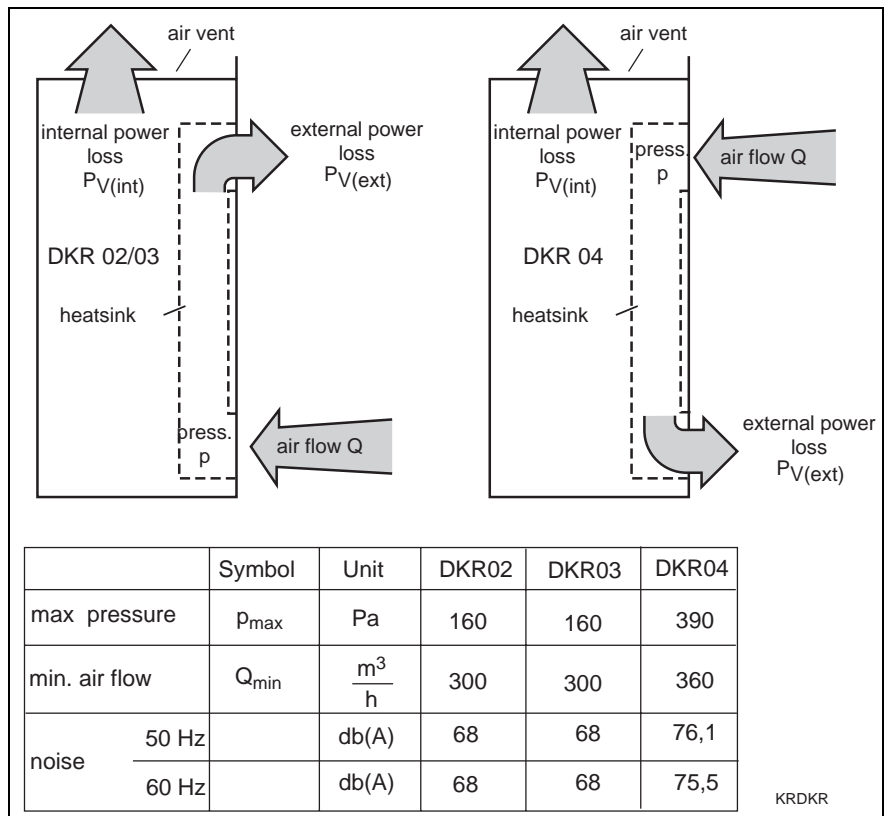 air vent
internal power
loss
PV(int)
external power
loss
PV(ext)
DKR 02/03
heatsink
press.
p
air flow Q
air vent
internal power
loss
PV(int)
press.
p
air flow Q
DKR 04
heatsink
external power
loss
PV(ext)
Symbol Unit DKR02 DKR03 DKR04
max pressure pmax Pa 160 160 390
min. air flow Qmin m³/h 300 300 360
noise 50 Hz db(A) 68 68 76,1
60 Hz db(A) 68 68 75,5
KRDKR